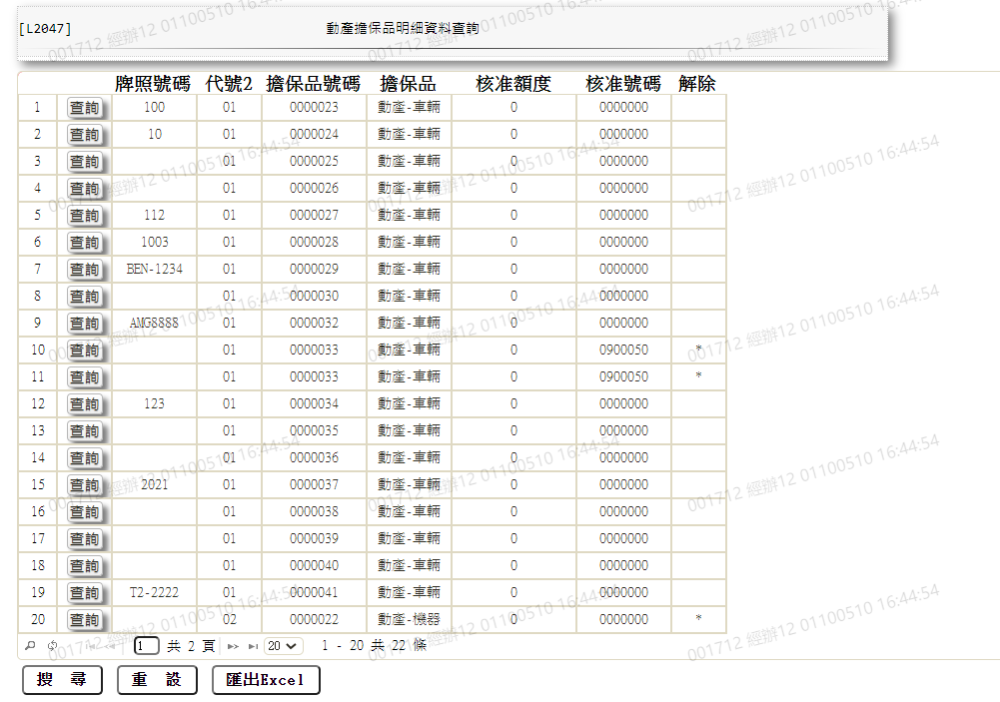 [L2047] 動產擔保品明細資料查詢
牌照號碼 代號2 擔保品號碼 擔保品 核准額度 核准號碼 解除
1 查詢 100 01 0000023 動產-車輛 0 0000000
2 查詢 10 01 0000024 動產-車輛 0 0000000
3 查詢 01 0000025 動產-車輛 0 0000000
4 查詢 01 0000026 動產-車輛 0 0000000
5 查詢 112 01 0000027 動產-車輛 0 0000000
6 查詢 1003 01 0000028 動產-車輛 0 0000000
7 查詢 BEN-1234 01 0000029 動產-車輛 0 0000000
8 查詢 01 0000030 動產-車輛 0 0000000
9 查詢 AMG8888 01 0000032 動產-車輛 0 0000000
10 查詢 01 0000033 動產-車輛 0 0900050 *
11 查詢 01 0000033 動產-車輛 0 0900050 *
12 查詢 123 01 0000034 動產-車輛 0 0000000
13 查詢 01 0000035 動產-車輛 0 0000000
14 查詢 01 0000036 動產-車輛 0 0000000
15 查詢 2021 01 0000037 動產-車輛 0 0000000
16 查詢 01 0000038 動產-車輛 0 0000000
17 查詢 01 0000039 動產-車輛 0 0000000
18 查詢 01 0000040 動產-車輛 0 0000000
19 查詢 T2-2222 01 0000041 動產-車輛 0 0000000
20 查詢 02 0000022 動產-機器 0 0000000 *
1 共 2 頁 20 1 - 20 共 22 條
搜 尋 重 設 匯出Excel
001712 經辦12 01100510 16:44:54